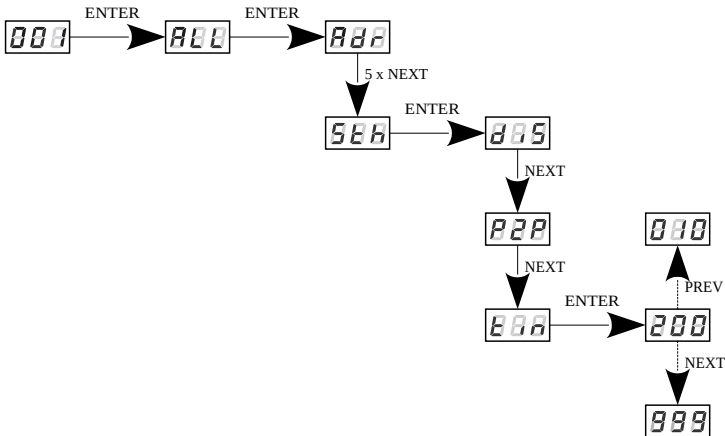 ENTER
ENTER
001
ALL
Adr
5 x NEXT
ENTER
Sth
diS
NEXT
P2P
010
NEXT
PREV
ENTER
tin
200
NEXT
999